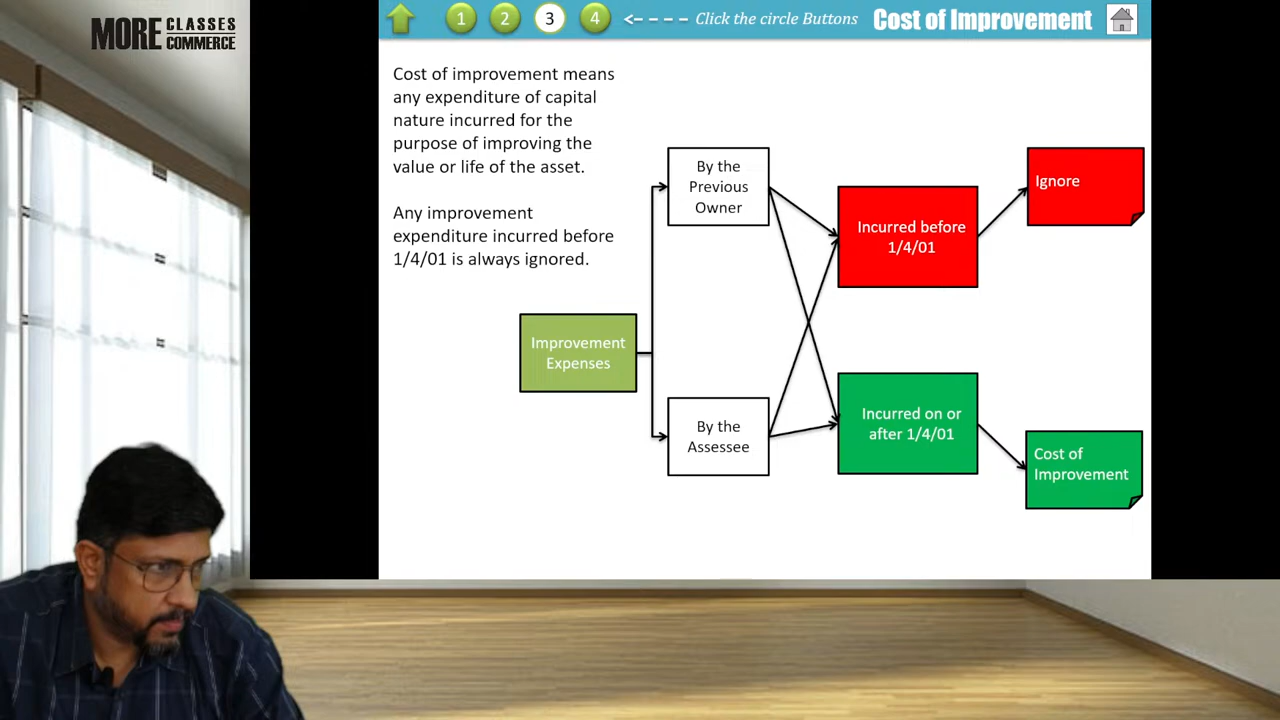 MORE CLASSES COMMERCE
1 2 3 4 Click the circle Buttons Cost of Improvement
Cost of improvement means
any expenditure of capital
nature incurred for the
purpose of improving the
value or life of the asset.
Any improvement
expenditure incurred before
1/4/01 is always ignored.
Improvement
Expenses
By the
Previous
Owner
By the
Assessee
Incurred before
1/4/01
Incurred on or
after 1/4/01
Ignore
Cost of
Improvement